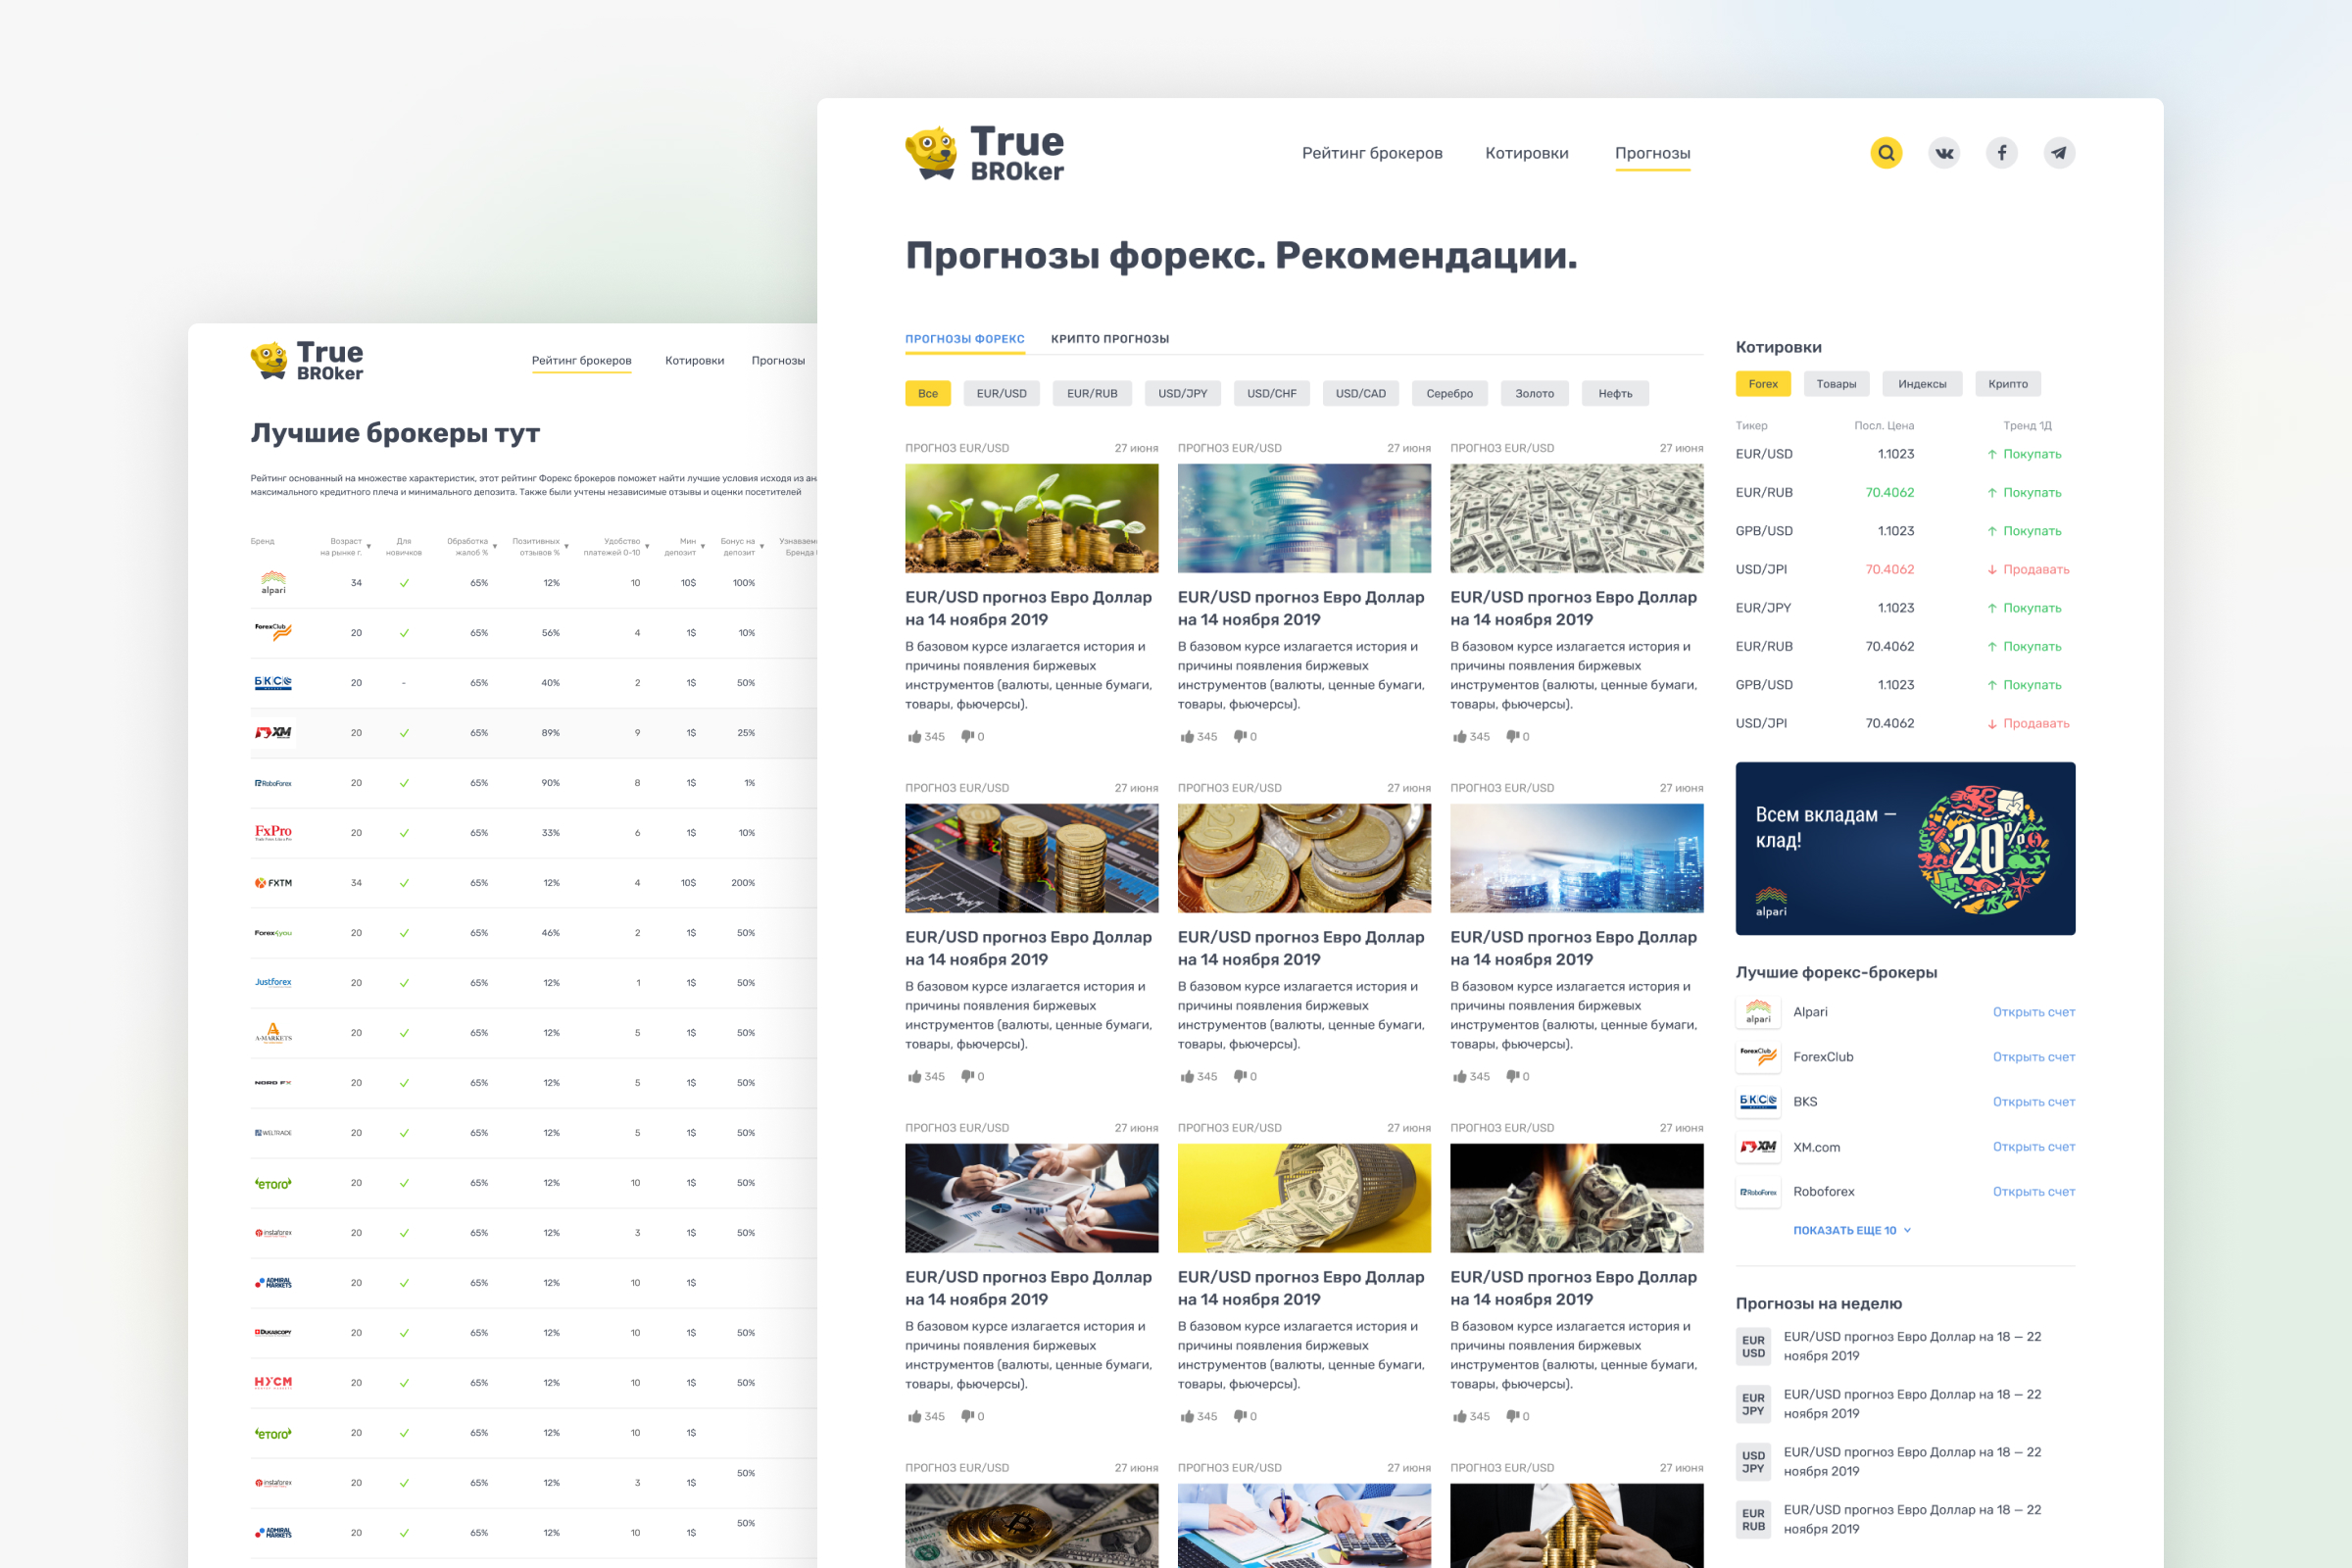 True
BROker
Рейтинг брокеров
Котировки
Прогнозы
Лучшие брокеры тут
Рейтинг основанный на множестве характеристик, этот рейтинг Форекс брокеров поможет найти лучшие условия исходя из
максимального кредитного плеча и минимального депозита. Также были учтены независимые отзывы и оценки посетителей
Бренд
Возраст на рынке г.
Для новичков
Обработка жалоб %
Позитивных отзывов %
Удобство платежей 0-10
Мин депозит
Бонус на депозит
Бренда
alpari 34 65% 12% 10 10$ 100%
ForexClub 20 65% 56% 4 1$ 10%
БКС 20 - 65% 40% 2 1$ 50%
XM 20 65% 89% 9 1$ 25%
RoboForex 20 65% 90% 8 1$ 1%
FxPro 20 65% 33% 6 1$ 10%
FXTM 34 65% 12% 4 10$ 200%
Forex4you 20 65% 46% 2 1$ 50%
Justforex 20 65% 12% 1 1$ 50%
A-MARKETS 20 65% 12% 5 1$ 50%
NORD FX 20 65% 12% 5 1$ 50%
WELTRADE 20 65% 12% 5 1$ 50%
eToro 20 65% 12% 10 1$ 50%
instaforex 20 65% 12% 3 1$ 50%
ADMIRAL MARKETS 20 65% 12% 10 1$
DUKASCOPY 20 65% 12% 10 1$ 50%
HYCM 20 65% 12% 10 1$ 50%
eToro 20 65% 12% 10 1$
instaforex 20 65% 12% 3 1$ 50%
ADMIRAL MARKETS 20 65% 12% 10 1$ 50%
True
BROker
Рейтинг брокеров
Котировки
Прогнозы
Прогнозы форекс. Рекомендации.
ПРОГНОЗЫ ФОРЕКС
КРИПТО ПРОГНОЗЫ
Все
EUR/USD
EUR/RUB
USD/JPY
USD/CHF
USD/CAD
Серебро
Золото
Нефть
ПРОГНОЗ EUR/USD 27 июня
EUR/USD прогноз Евро Доллар
на 14 ноября 2019
В базовом курсе излагается история и
причины появления биржевых
инструментов (валюты, ценные бумаги,
товары, фьючерсы).
345 0
ПРОГНОЗ EUR/USD 27 июня
EUR/USD прогноз Евро Доллар
на 14 ноября 2019
В базовом курсе излагается история и
причины появления биржевых
инструментов (валюты, ценные бумаги,
товары, фьючерсы).
345 0
ПРОГНОЗ EUR/USD 27 июня
EUR/USD прогноз Евро Доллар
на 14 ноября 2019
В базовом курсе излагается история и
причины появления биржевых
инструментов (валюты, ценные бумаги,
товары, фьючерсы).
345 0
ПРОГНОЗ EUR/USD 27 июня
EUR/USD прогноз Евро Доллар
на 14 ноября 2019
В базовом курсе излагается история и
причины появления биржевых
инструментов (валюты, ценные бумаги,
товары, фьючерсы).
345 0
ПРОГНОЗ EUR/USD 27 июня
EUR/USD прогноз Евро Доллар
на 14 ноября 2019
В базовом курсе излагается история и
причины появления биржевых
инструментов (валюты, ценные бумаги,
товары, фьючерсы).
345 0
ПРОГНОЗ EUR/USD 27 июня
EUR/USD прогноз Евро Доллар
на 14 ноября 2019
В базовом курсе излагается история и
причины появления биржевых
инструментов (валюты, ценные бумаги,
товары, фьючерсы).
345 0
ПРОГНОЗ EUR/USD 27 июня
EUR/USD прогноз Евро Доллар
на 14 ноября 2019
В базовом курсе излагается история и
причины появления биржевых
инструментов (валюты, ценные бумаги,
товары, фьючерсы).
345 0
ПРОГНОЗ EUR/USD 27 июня
EUR/USD прогноз Евро Доллар
на 14 ноября 2019
В базовом курсе излагается история и
причины появления биржевых
инструментов (валюты, ценные бумаги,
товары, фьючерсы).
345 0
ПРОГНОЗ EUR/USD 27 июня
EUR/USD прогноз Евро Доллар
на 14 ноября 2019
В базовом курсе излагается история и
причины появления биржевых
инструментов (валюты, ценные бумаги,
товары, фьючерсы).
345 0
ПРОГНОЗ EUR/USD 27 июня
ПРОГНОЗ EUR/USD 27 июня
ПРОГНОЗ EUR/USD 27 июня
Котировки
Forex
Товары
Индексы
Крипто
Тикер Посл. Цена Тренд 1Д
EUR/USD 1.1023 Покупать
EUR/RUB 70.4062 Покупать
GPB/USD 1.1023 Покупать
USD/JPI 70.4062 Продавать
EUR/JPY 1.1023 Покупать
EUR/RUB 70.4062 Покупать
GPB/USD 1.1023 Покупать
USD/JPI 70.4062 Продавать
Всем вкладам —
клад!
20%
alpari
Лучшие форекс-брокеры
alpari Alpari Открыть счет
ForexClub ForexClub Открыть счет
БКС BKS Открыть счет
XM XM.com Открыть счет
RoboForex Roboforex Открыть счет
ПОКАЗАТЬ ЕЩЕ 10
Прогнозы на неделю
EUR
USD
EUR/USD прогноз Евро Доллар на 18 — 22
ноября 2019
EUR
JPY
EUR/USD прогноз Евро Доллар на 18 — 22
ноября 2019
USD
JPY
EUR/USD прогноз Евро Доллар на 18 — 22
ноября 2019
EUR
RUB
EUR/USD прогноз Евро Доллар на 18 — 22
ноября 2019